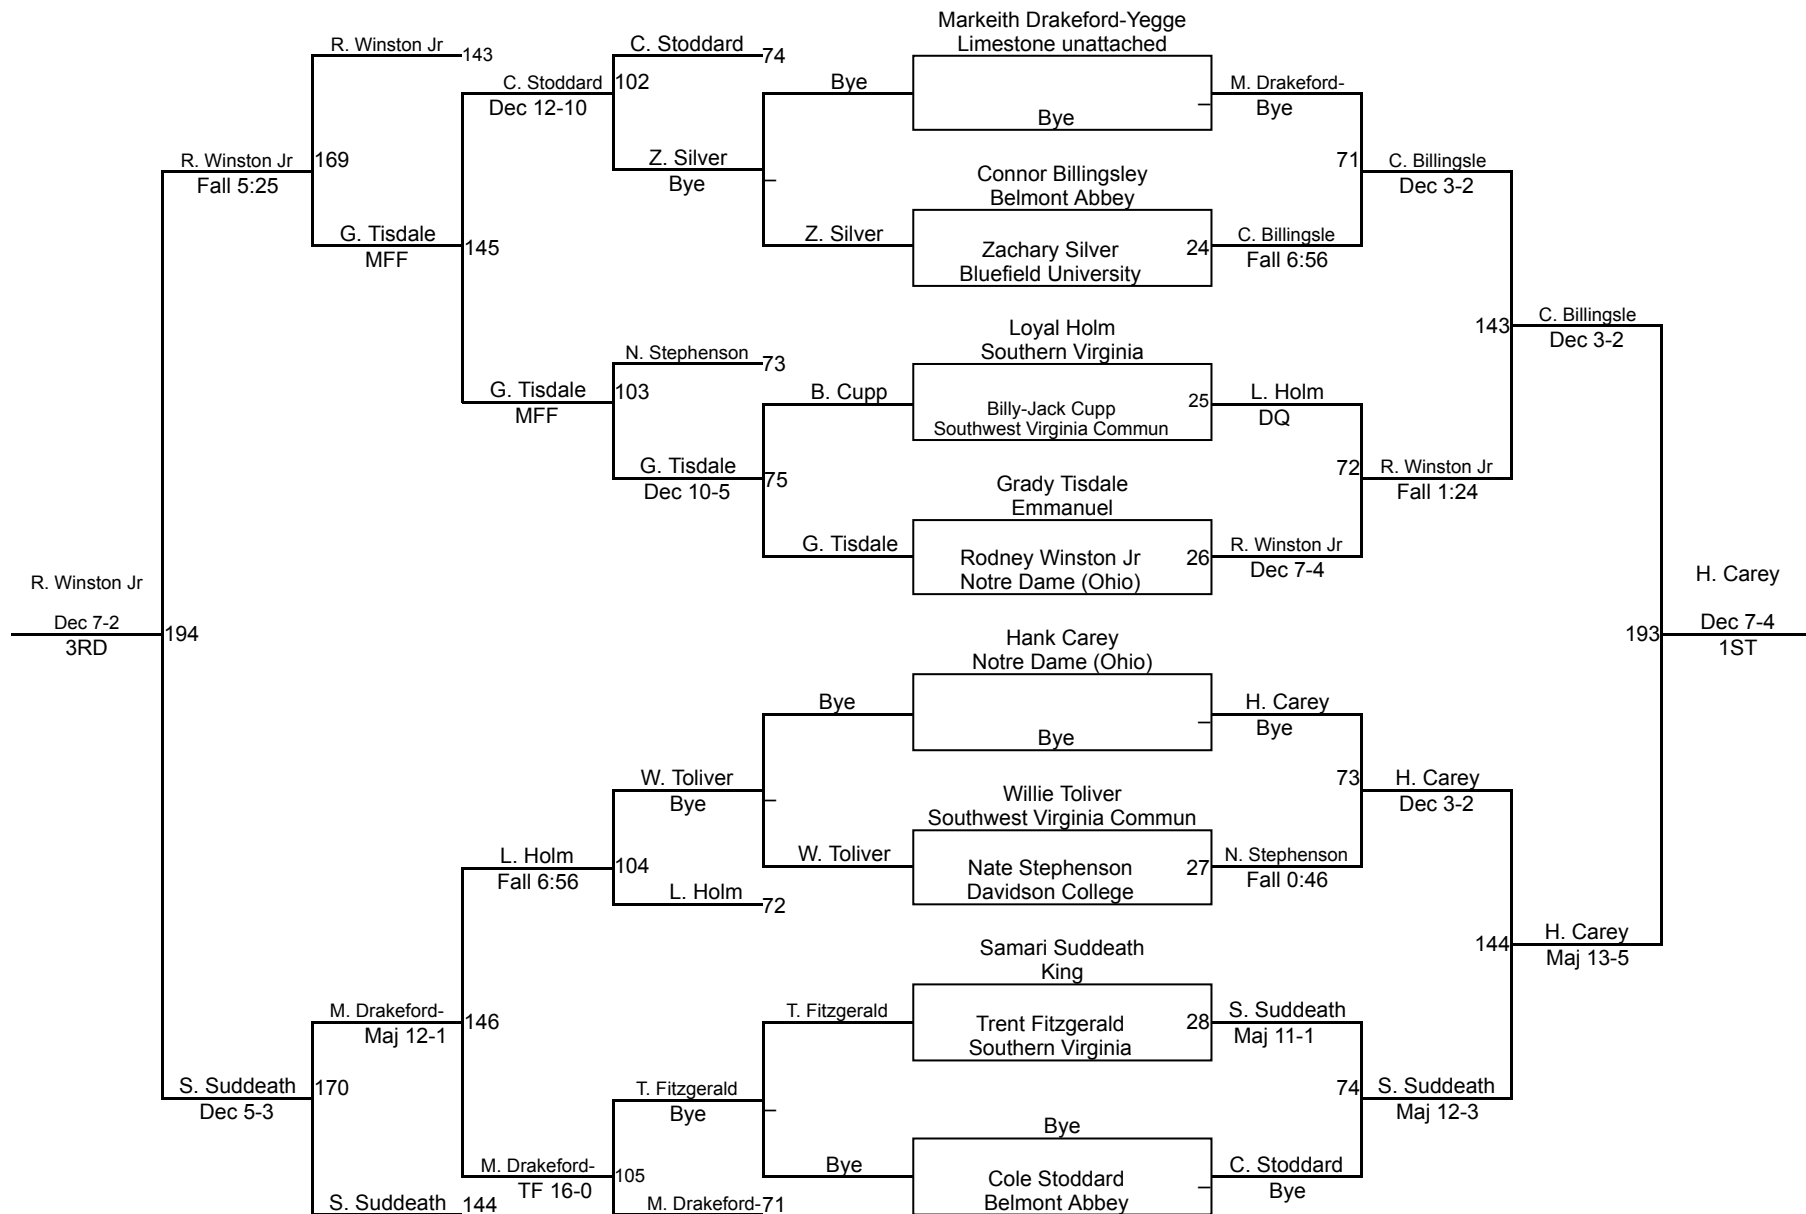 Markeith Drakeford-Yegge
Limestone unattached
R. Winston Jr
143
C. Stoddard
74
C. Stoddard
102
Dec 12-10
Bye
M. Drakeford-
Bye
Bye
R. Winston Jr
169
Fall 5:25
Z. Silver
Bye
Connor Billingsley
Belmont Abbey
71
C. Billingsle
Dec 3-2
G. Tisdale
MFF
145
Z. Silver
Zachary Silver
Bluefield University
24
C. Billingsle
Fall 6:56
Loyal Holm
Southern Virginia
143
C. Billingsle
Dec 3-2
N. Stephenson
73
G. Tisdale
103
MFF
B. Cupp
Billy-Jack Cupp
Southwest Virginia Commun
25
L. Holm
DQ
G. Tisdale
75
Dec 10-5
Grady Tisdale
Emmanuel
72
R. Winston Jr
Fall 1:24
G. Tisdale
Rodney Winston Jr
Notre Dame (Ohio)
26
R. Winston Jr
Dec 7-4
R. Winston Jr
Dec 7-2
3RD
194
H. Carey
193
Dec 7-4
1ST
Hank Carey
Notre Dame (Ohio)
Bye
Bye
H. Carey
Bye
W. Toliver
Bye
Willie Toliver
Southwest Virginia Commun
73
H. Carey
Dec 3-2
L. Holm
104
Fall 6:56
W. Toliver
Nate Stephenson
Davidson College
27
N. Stephenson
Fall 0:46
L. Holm
72
Samari Suddeath
King
144
H. Carey
Maj 13-5
M. Drakeford-
146
Maj 12-1
T. Fitzgerald
Trent Fitzgerald
Southern Virginia
28
S. Suddeath
Maj 11-1
S. Suddeath
170
Dec 5-3
T. Fitzgerald
Bye
Bye
74
S. Suddeath
Maj 12-3
M. Drakeford-
105
TF 16-0
Bye
Cole Stoddard
Belmont Abbey
C. Stoddard
Bye
S. Suddeath
144
M. Drakeford-
71